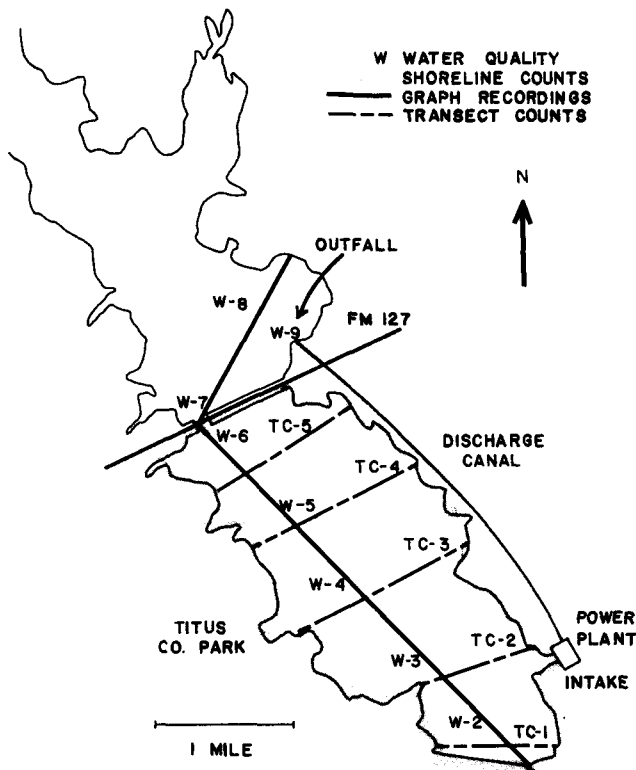 W WATER QUALITY
SHORELINE COUNTS
GRAPH RECORDINGS
TRANSECT COUNTS
N
OUTFALL
W-8
FM 127
W-9
W-7
W-6
TC-5
DISCHARGE
CANAL
TC-4
W-5
TC-3
W-4
TITUS
CO. PARK
POWER
PLANT
TC-2
W-3
INTAKE
W-2
TC-1
1 MILE